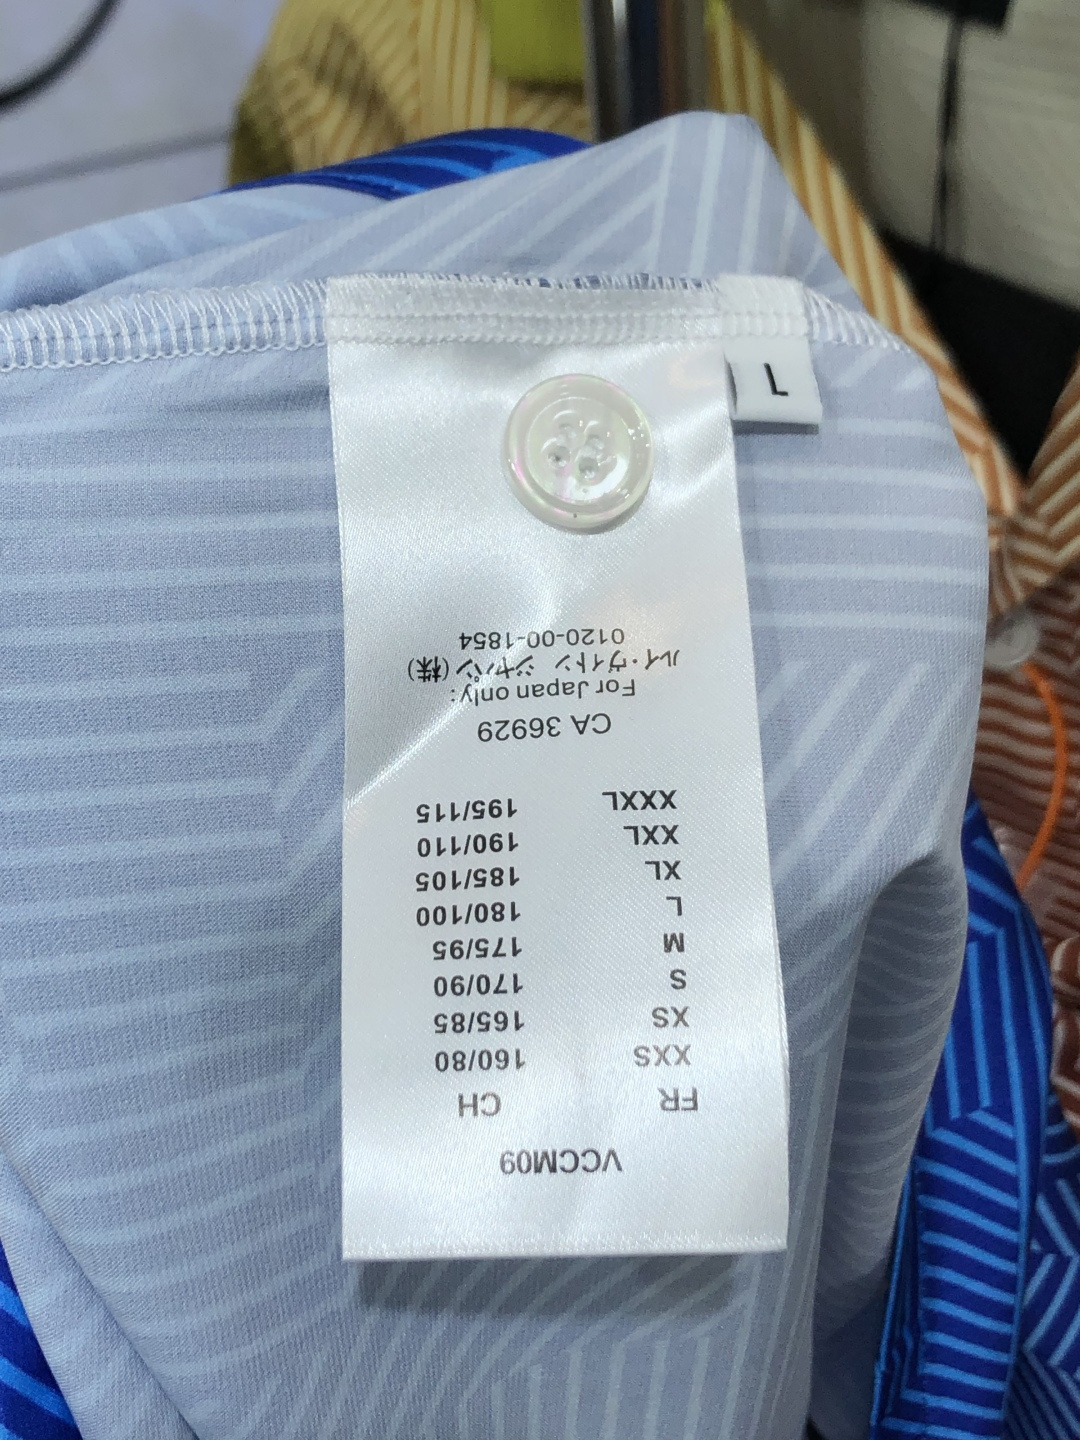 VCCM09
FR CH
XXS 160/80
XS 165/85
S 170/90
M 175/95
L 180/100
XL 185/105
XXL 190/110
XXXL 195/115
CA 36929
For Japan only:
ルイ・ヴィトン ジャパン(株)
0120-00-1854
L